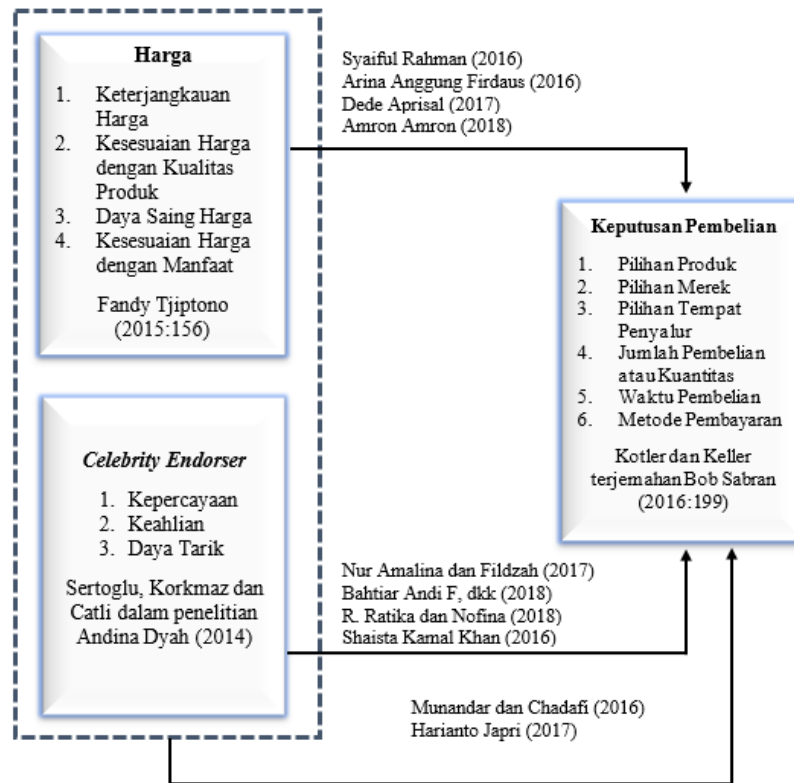 Harga
1. Keterjangkauan
Harga
2. Kesesuaian Harga
dengan Kualitas
Produk
3. Daya Saing Harga
4. Kesesuaian Harga
dengan Manfaat
Fandy Tjiptono
(2015:156)
Syaiful Rahman (2016)
Arina Anggung Firdaus (2016)
Dede Aprisal (2017)
Amron Amron (2018)
Keputusan Pembelian
1. Pilihan Produk
2. Pilihan Merek
3. Pilihan Tempat
Penyalur
4. Jumlah Pembelian
atau Kuantitas
5. Waktu Pembelian
6. Metode Pembayaran
Kotler dan Keller
terjemahan Bob Sabran
(2016:199)
Celebrity Endorser
1. Kepercayaan
2. Keahlian
3. Daya Tarik
Sertoglu, Korkmaz dan
Catli dalam penelitian
Andina Dyah (2014)
Nur Amalina dan Fildzah (2017)
Bahtiar Andi F, dkk (2018)
R. Ratika dan Nofina (2018)
Shaista Kamal Khan (2016)
Munandar dan Chadafi (2016)
Harianto Japri (2017)